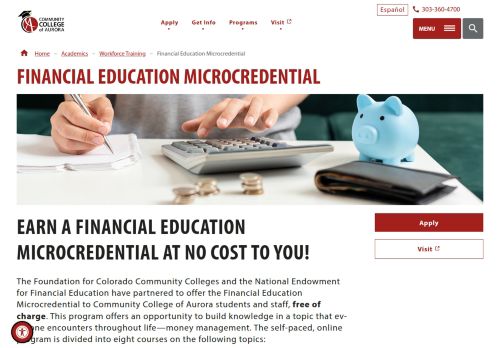 Español
303-360-4700
COMMUNITY
COLLEGE
of AURORA
Apply
Get Info
Programs
Visit
MENU
Home – Academics – Workforce Training – Financial Education Microcredential
FINANCIAL EDUCATION MICROCREDENTIAL
EARN A FINANCIAL EDUCATION
MICROCREDENTIAL AT NO COST TO YOU!
Apply
Visit
The Foundation for Colorado Community Colleges and the National Endowment
for Financial Education have partnered to offer the Financial Education
Microcredential to Community College of Aurora students and staff, free of
charge. This program offers an opportunity to build knowledge in a topic that ev-
one encounters throughout life—money management. The self-paced, online
program is divided into eight courses on the following topics: